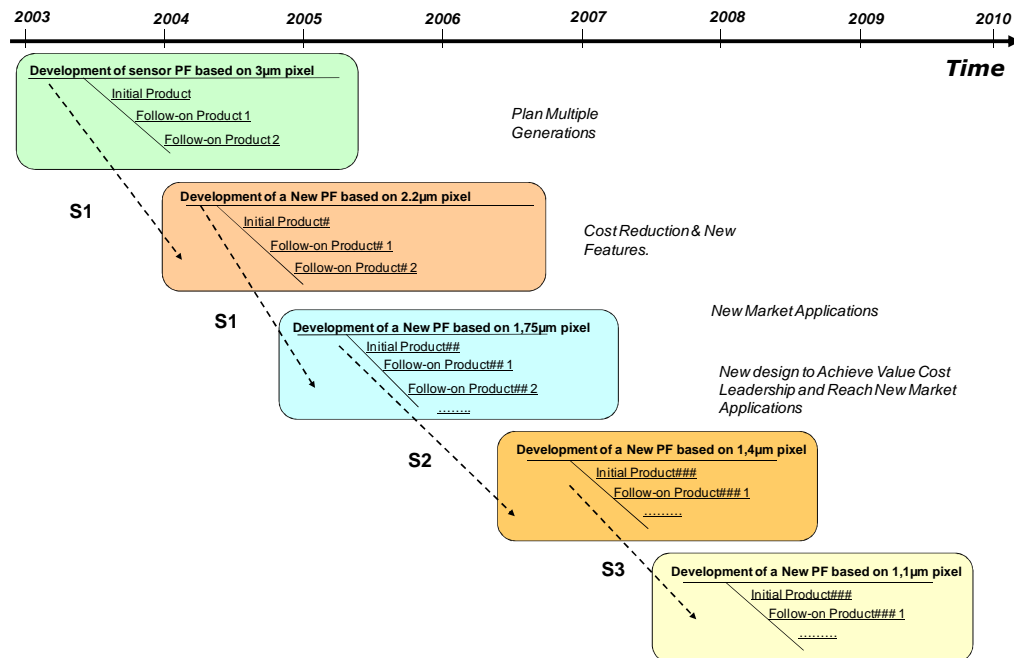 2003 2004 2005 2006 2007 2008 2009 2010
Time
Development of sensor PF based on 3µm pixel
Initial Product
Follow-on Product 1
Follow-on Product 2
Plan Multiple
Generations
S1
Development of a New PF based on 2.2µm pixel
Initial Product#
Follow-on Product# 1
Follow-on Product# 2
Cost Reduction & New
Features.
S1
Development of a New PF based on 1,75µm pixel
Initial Product##
Follow-on Product## 1
Follow-on Product## 2
........
New Market Applications
New design to Achieve Value Cost
Leadership and Reach New Market
Applications
S2
Development of a New PF based on 1,4µm pixel
Initial Product###
Follow-on Product### 1
.........
S3
Development of a New PF based on 1,1µm pixel
Initial Product###
Follow-on Product### 1
.........